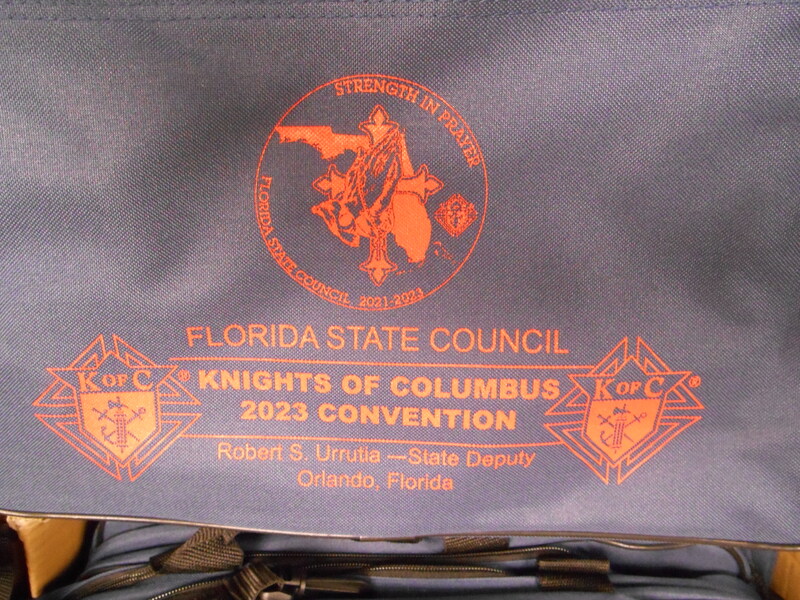 STRENGTH IN PRAYER
FLORIDA STATE COUNCIL 2021-2023
FLORIDA STATE COUNCIL
K OF C ®
KNIGHTS OF COLUMBUS
K OF C ®
2023 CONVENTION
Robert S. Urrutia —State Deputy
Orlando, Florida